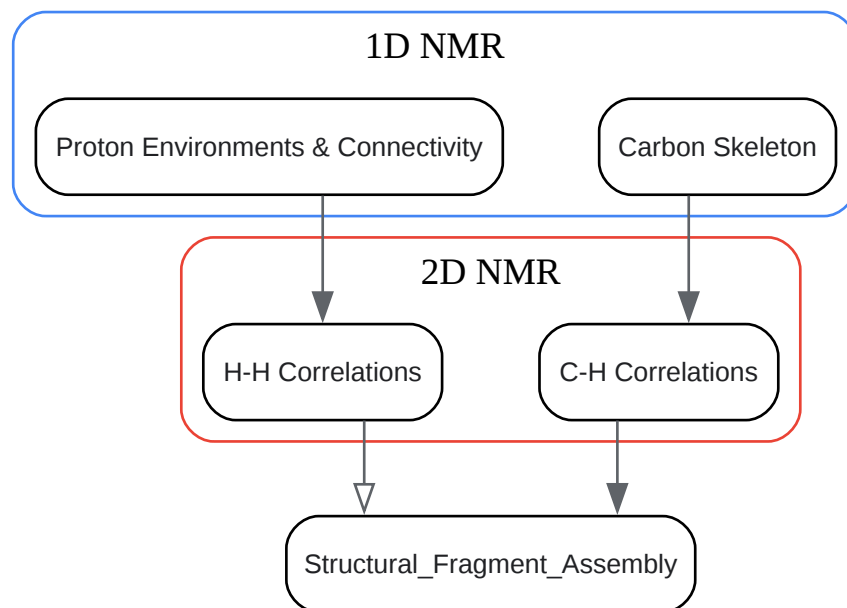 1D NMR
Proton Environments & Connectivity
Carbon Skeleton
2D NMR
H-H Correlations
C-H Correlations
Structural_Fragment_Assembly